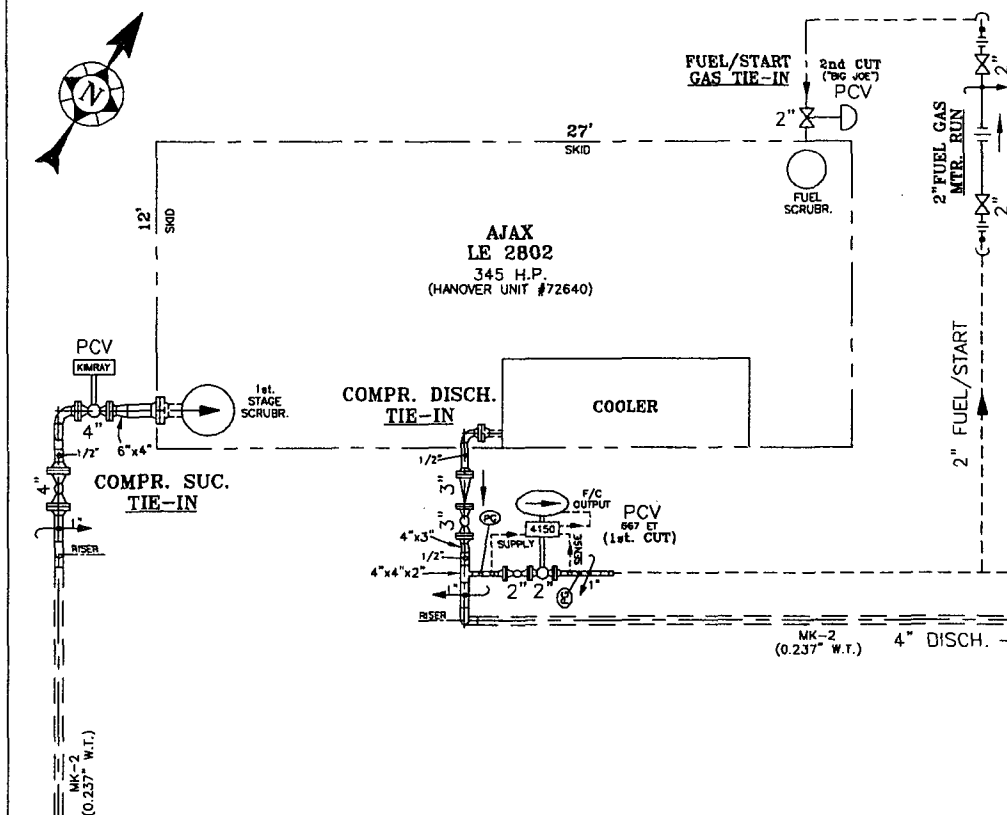 N
FUEL/START
GAS TIE-IN
2nd CUT
("BIG JOE")
PCV
2"
2"
2" FUEL GAS
MTR. RUN
2"
27'
SKID
12'
SKID
FUEL
SCRUBR.
AJAX
LE 2802
345 H.P.
(HANOVER UNIT #72640)
2" FUEL/START
PCV
KIMRAY
4"
6"x4"
1st.
STAGE
SCRUBR.
COMPR. DISCH.
TIE-IN
COOLER
1/2"
4"
COMPR. SUC.
TIE-IN
1"
RISER
1/2"
3"
3"
4"x3"
1/2"
4"x4"x2"
1"
RISER
PG
SUPPLY
4150
F/C
OUTPUT
SENSE
PCV
667 ET
(1st. CUT)
2"
2"
PG
1"
MK-2
(0.237" W.T.)
4" DISCH.
MK-2
(0.237" W.T.)